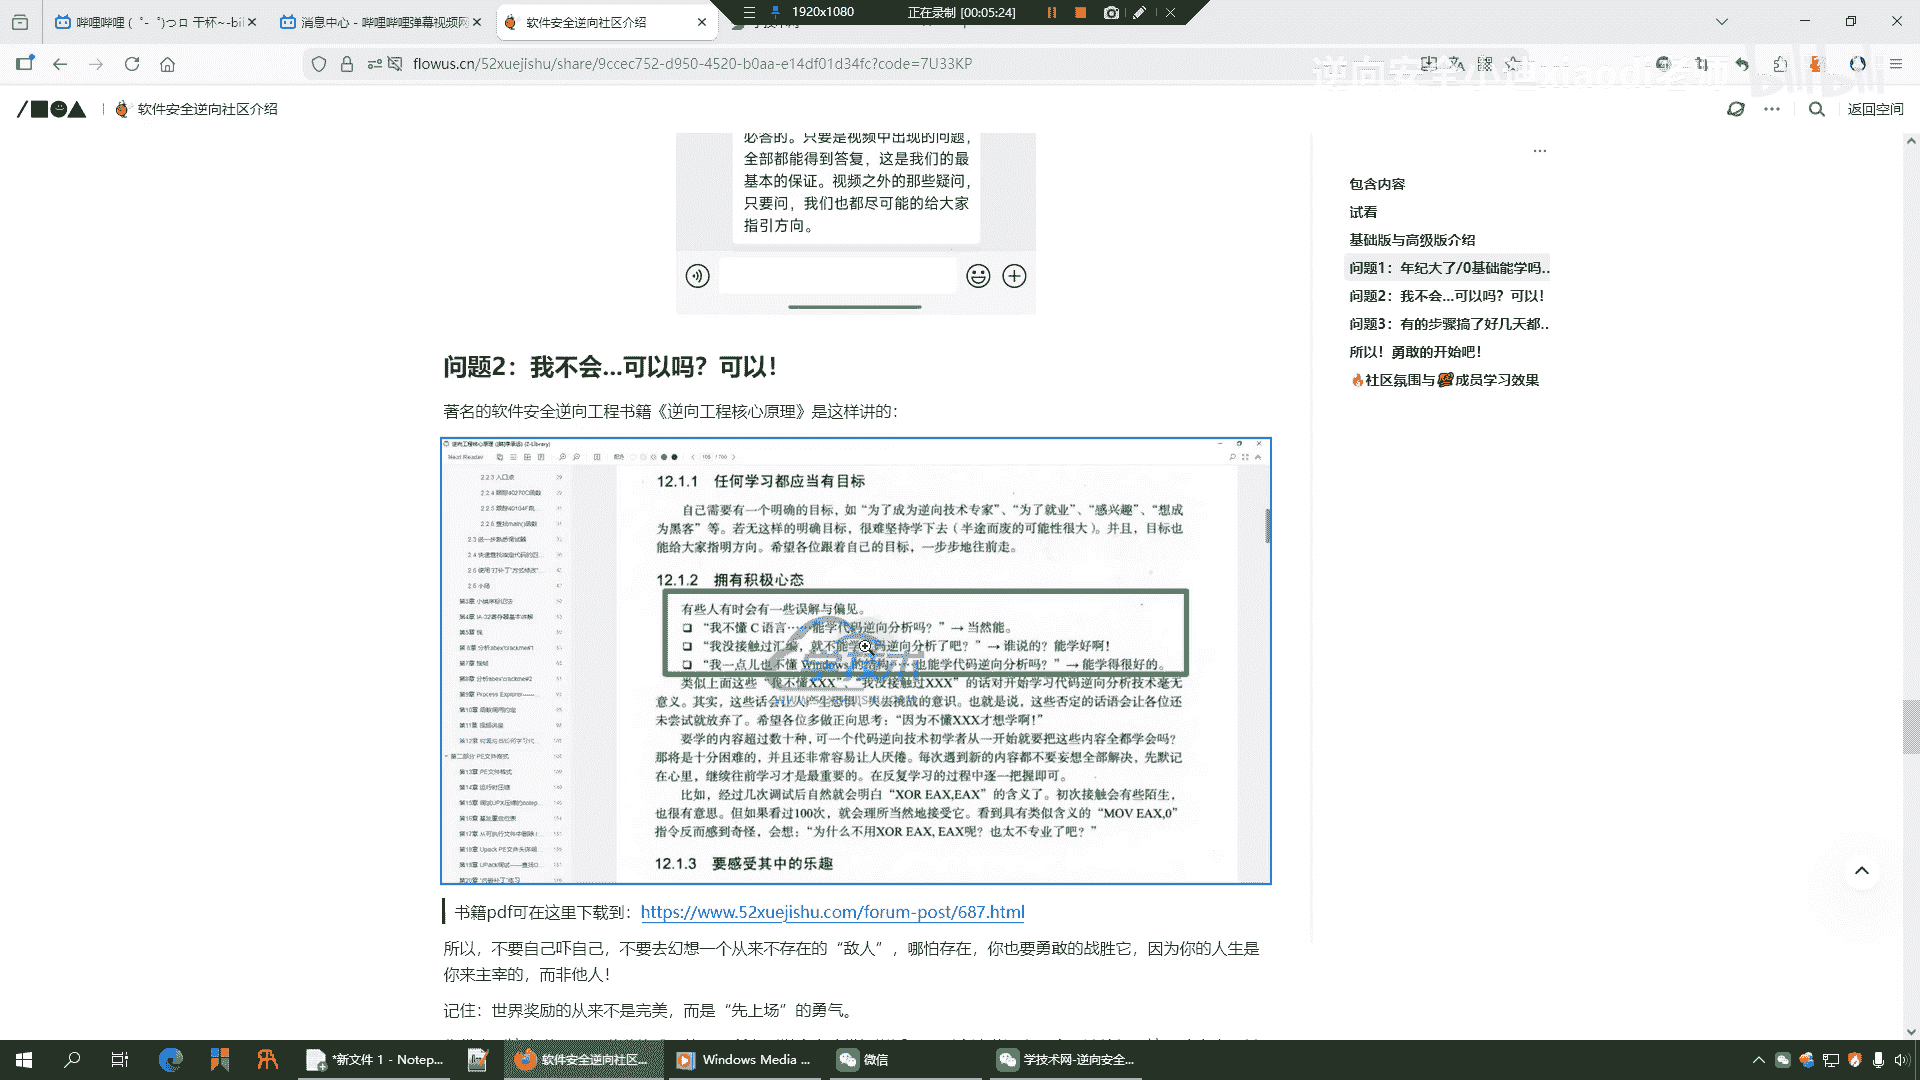 1920x1080
正在录制 [00:05:24]
哔哩哔哩 (゜-゜)つロ 干杯~-bil
消息中心 - 哔哩哔哩弹幕视频网
软件安全逆向社区介绍
flowus.cn/52xuejishu/share/9ccec752-d950-4520-b0aa-e14df01d34fc?code=7U33KP
软件安全逆向社区介绍
返回空间
必答的。只要是视频中出现的问题，
全部都能得到答复，这是我们的最
基本的保证。视频之外的那些疑问，
只要问，我们也都尽可能的给大家
指引方向。
包含内容
试看
基础版与高级版介绍
问题1：年纪大了/0基础能学吗..
问题2：我不会...可以吗？可以！
问题3：有的步骤搞了好几天都..
所以！勇敢的开始吧！
🔥社区氛围与成员学习效果
问题2：我不会...可以吗？可以！
著名的软件安全逆向工程书籍《逆向工程核心原理》是这样讲的：
Neat Reader
12.1.1 任何学习都应当有目标
自己需要有一个明确的目标，如“为了成为逆向技术专家”、“为了就业”、“感兴趣”、“想成
为黑客”等。若无这样的明确目标，很难坚持学下去（半途而废的可能性很大）。并且，目标也
能给大家指明方向。希望各位跟着自己的目标，一步步地往前走。
12.1.2 拥有积极心态
有些人有时会有一些误解与偏见。
❑ “我不懂 C 语言……能学代码逆向分析吗？”→ 当然能。
❑ “我没接触过汇编，就不能学代码逆向分析了吧？”→ 谁说的？能学好啊！
❑ “我一点儿也不懂 Windows 的结构……也能学代码逆向分析吗？”→ 能学得很好的。
类似上面这些“我不懂XXX”、“我没接触过XXX”的话对开始学习代码逆向分析技术毫无
意义。其实，这些话会让人产生恐惧，失去挑战的意识。也就是说，这些否定的话语会让各位还
未尝试就放弃了。希望各位多做正向思考：“因为不懂XXX才想学啊！”
要学的内容超过数十种，可一个代码逆向技术初学者从一开始就要把这些内容全都学会吗？
那将是十分困难的，并且还非常容易让人厌倦。每次遇到新的内容都不要妄想全部解决，先默记
在心里，继续往前学习才是最重要的。在反复学习的过程中逐一把握即可。
比如，经过几次调试后自然就会明白“XOR EAX,EAX”的含义了。初次接触会有些陌生，
也很有意思。但如果看过100次，就会理所当然地接受它。看到具有类似含义的“MOV EAX,0”
指令反而感到奇怪，会想：“为什么不用XOR EAX, EAX呢？也太不专业了吧？”
12.1.3 要感受其中的乐趣
书籍pdf可在这里下载到：https://www.52xuejishu.com/forum-post/687.html
所以，不要自己吓自己，不要去幻想一个从来不存在的“敌人”，哪怕存在，你也要勇敢的战胜它，因为你的人生是
你来主宰的，而非他人！
记住：世界奖励的从来不是完美，而是“先上场”的勇气。
*新文件 1 - Notep...
软件安全逆向社区...
Windows Media ...
微信
学技术网-逆向安全...